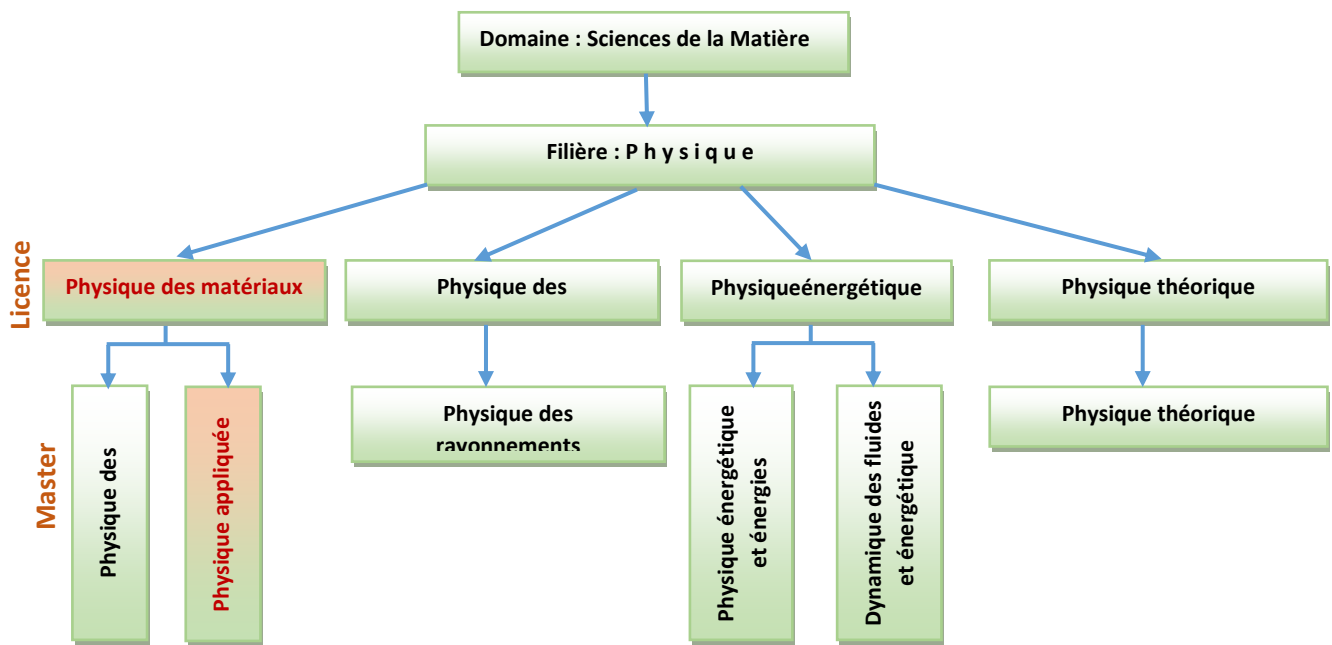 Domaine : Sciences de la Matière
Filière : P h y s i q u e
Licence
Physique des matériaux
Physique des
Physiqueénergétique
Physique théorique
Master
Physique des
Physique appliquée
Physique des
rayonnements
Physique énergétique
et énergies
Dynamique des fluides
et énergétique
Physique théorique